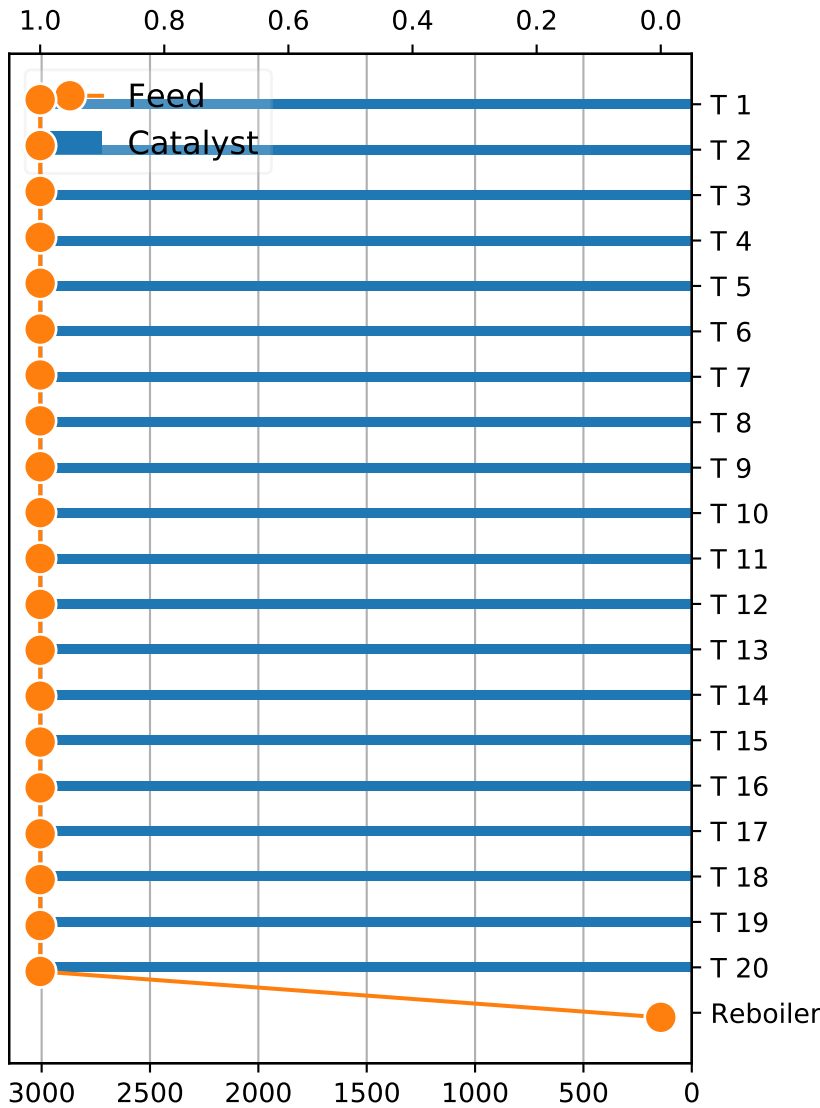 1.0 0.8 0.6 0.4 0.2 0.0
Feed
Catalyst
T 1
T 2
T 3
T 4
T 5
T 6
T 7
T 8
T 9
T 10
T 11
T 12
T 13
T 14
T 15
T 16
T 17
T 18
T 19
T 20
Reboiler
3000 2500 2000 1500 1000 500 0